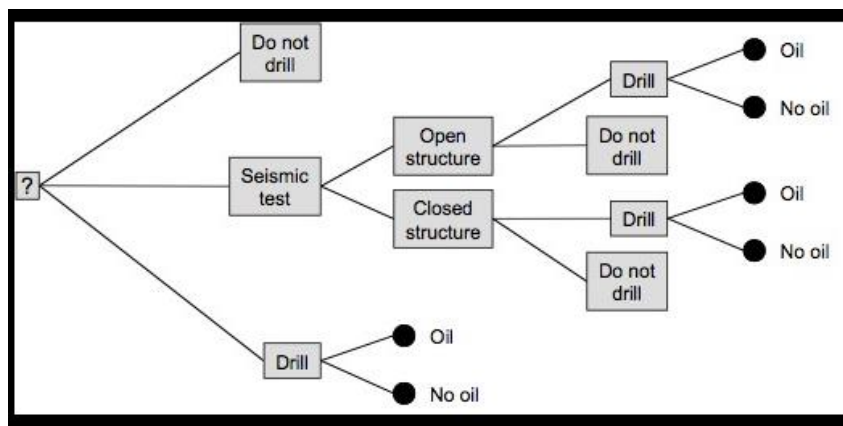 ?
Do not
drill
Seismic
test
Open
structure
Drill
Oil
No oil
Do not
drill
Closed
structure
Drill
Oil
No oil
Do not
drill
Drill
Oil
No oil